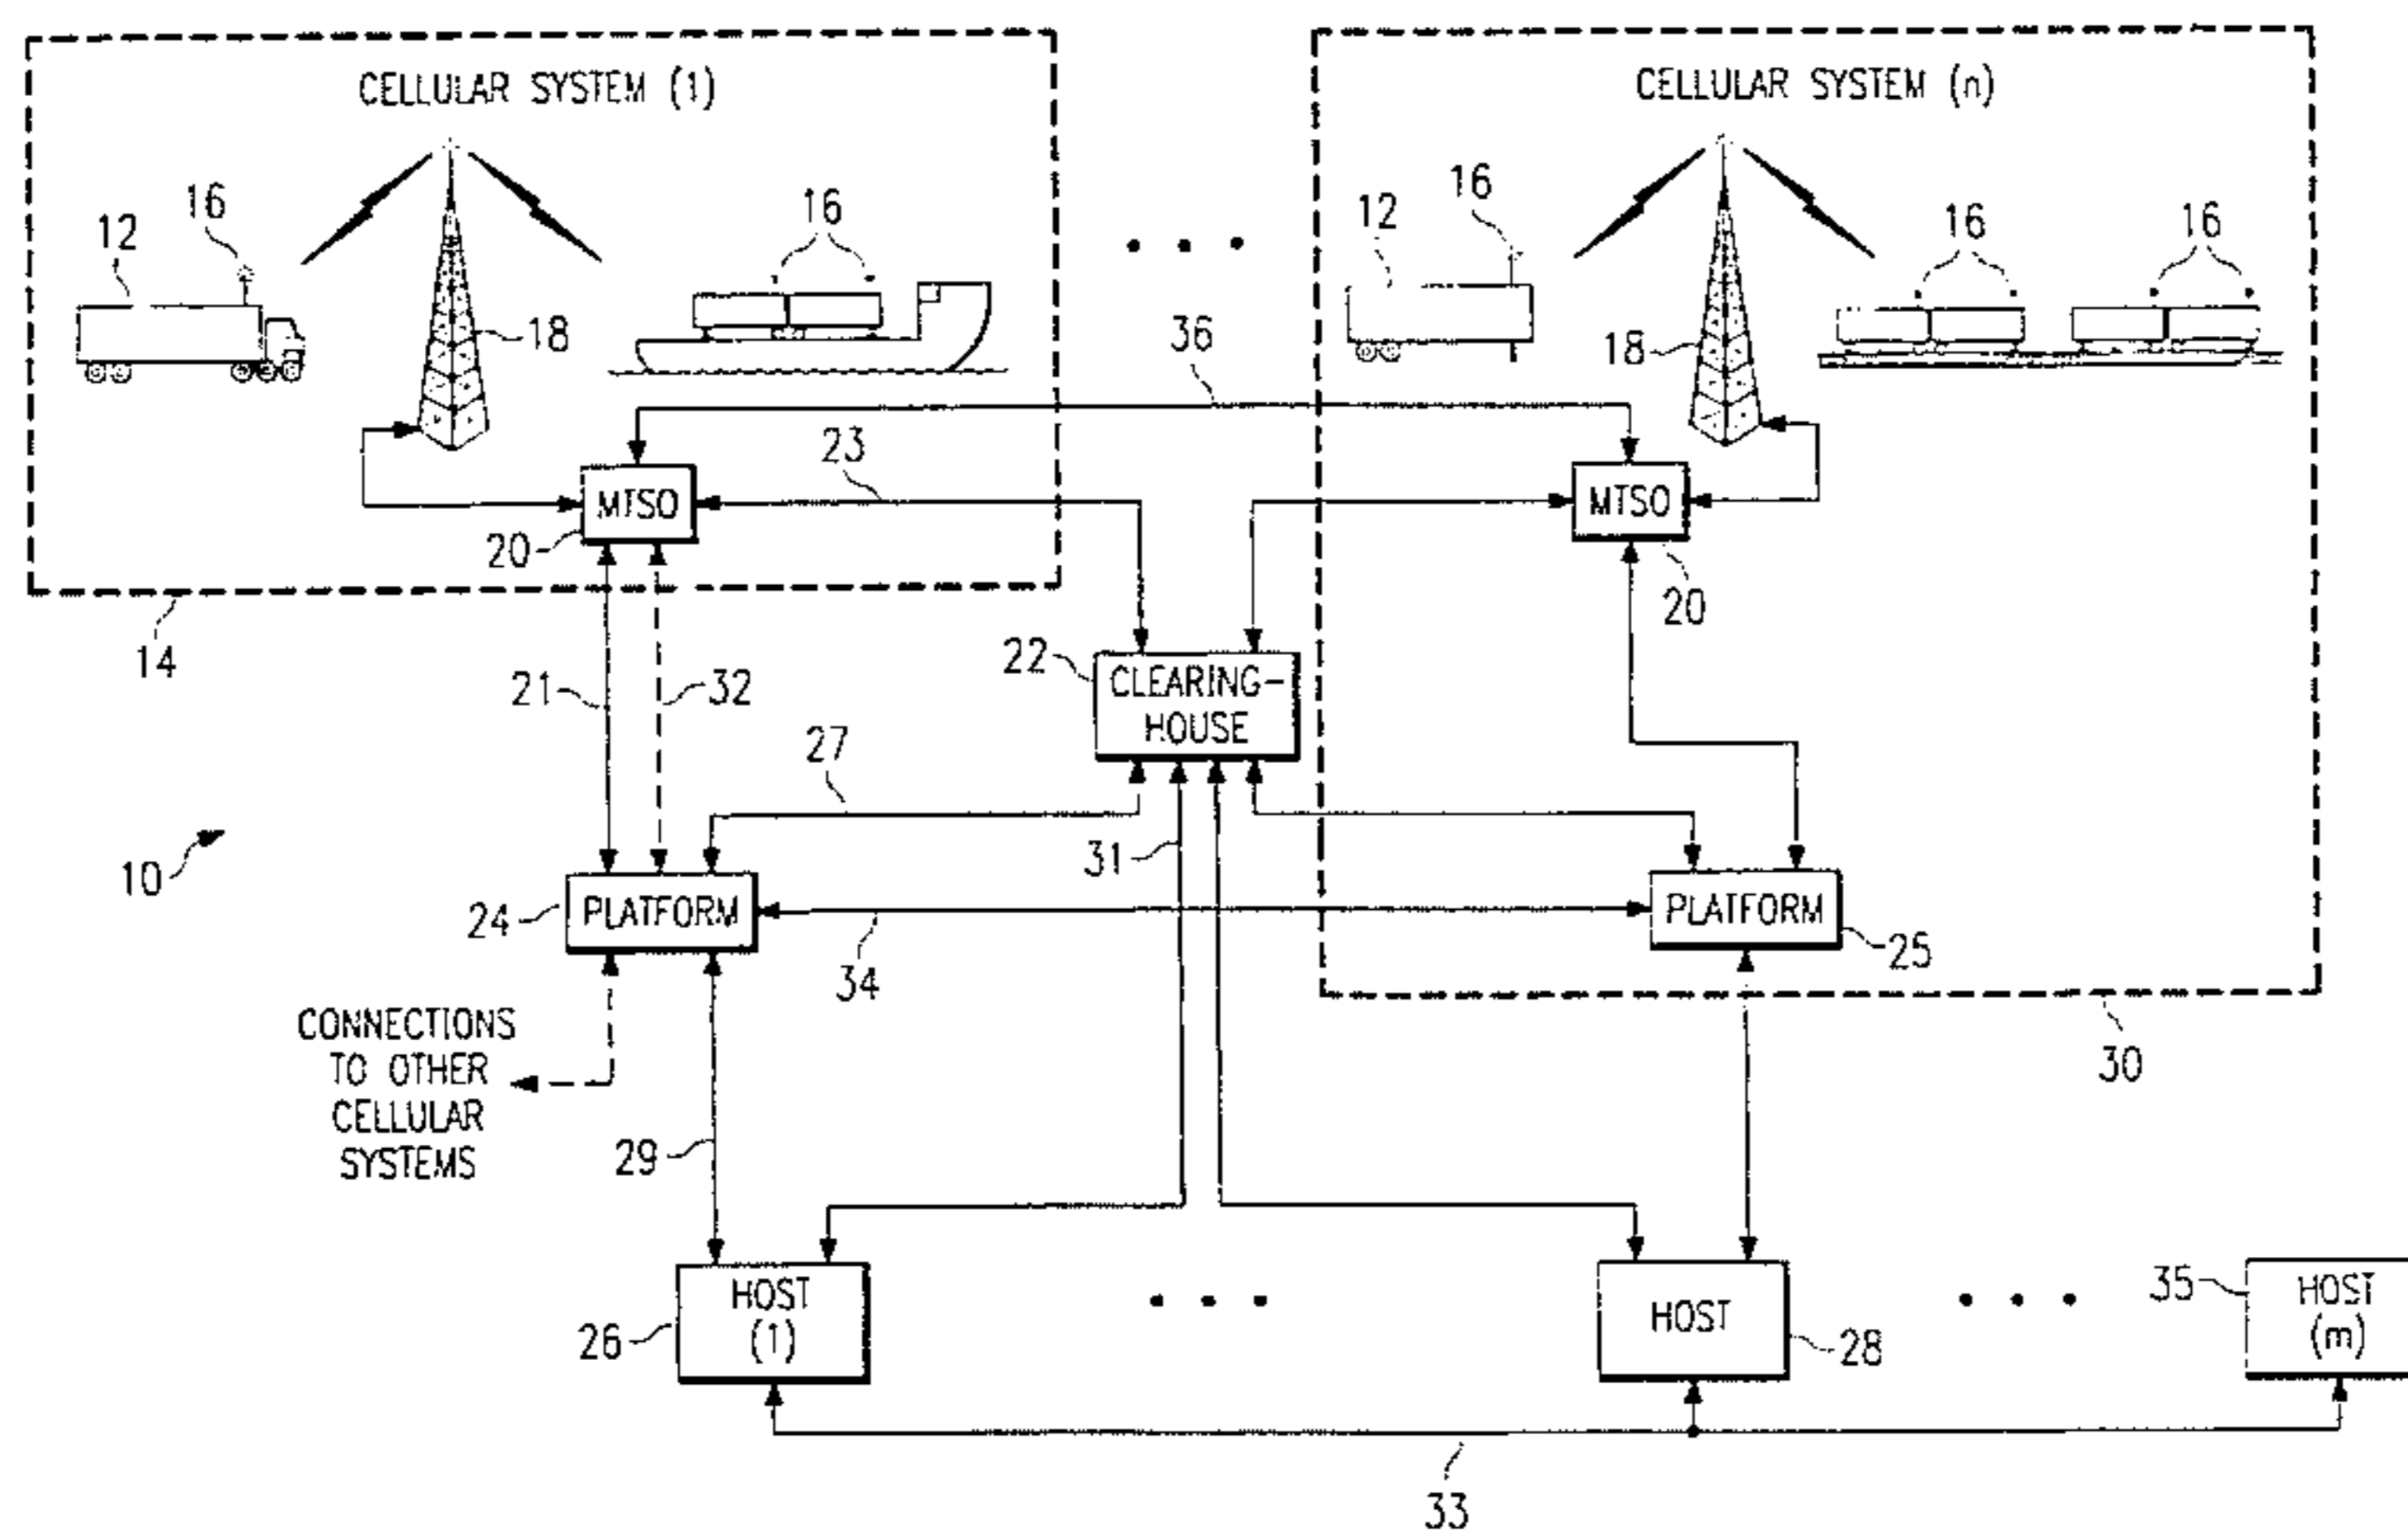 CELLULAR SYSTEM (1)
CELLULAR SYSTEM (n)
12
16
16
18
12
16
16
16
18
36
23
MTSO
20
MTSO
20
14
21
32
22
CLEARING-
HOUSE
27
31
10
24
PLATFORM
34
PLATFORM
25
30
CONNECTIONS
TO OTHER
CELLULAR
SYSTEMS
29
26
HOST
(1)
HOST
28
35
HOST
(m)
33